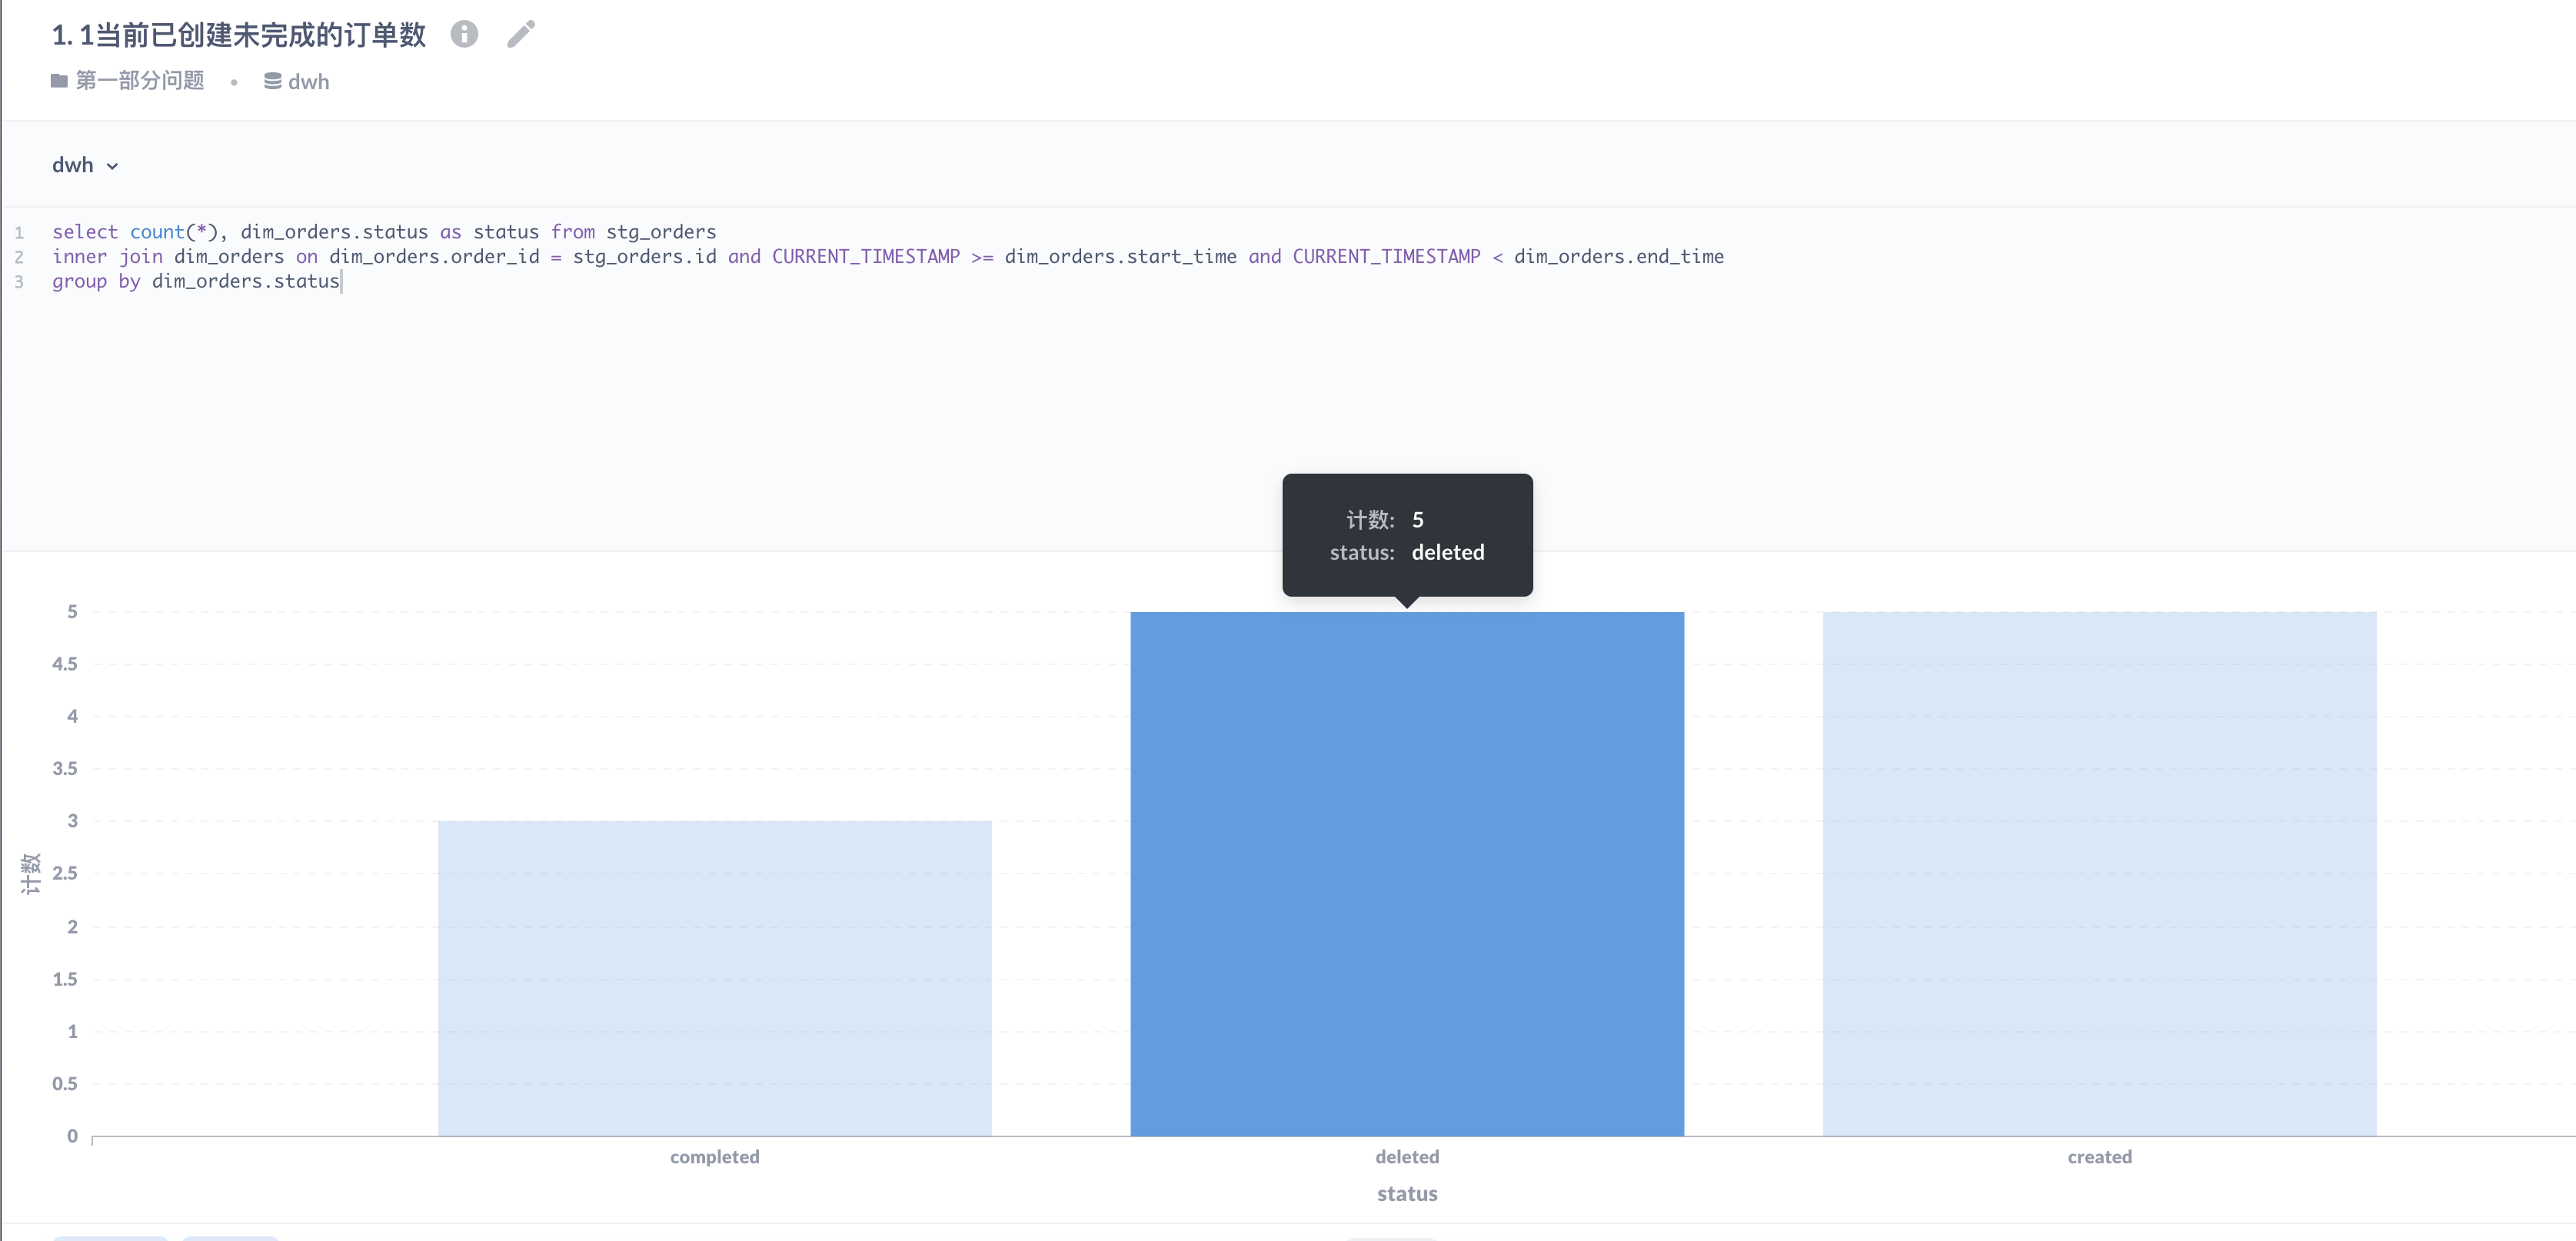 1. 1当前已创建未完成的订单数
第一部分问题 • dwh
dwh
1 select count(*), dim_orders.status as status from stg_orders
2 inner join dim_orders on dim_orders.order_id = stg_orders.id and CURRENT_TIMESTAMP >= dim_orders.start_time and CURRENT_TIMESTAMP < dim_orders.end_time
3 group by dim_orders.status
计数: 5
status: deleted
5
4.5
4
3.5
3
2.5
2
1.5
1
0.5
0
计数
completed deleted created
status